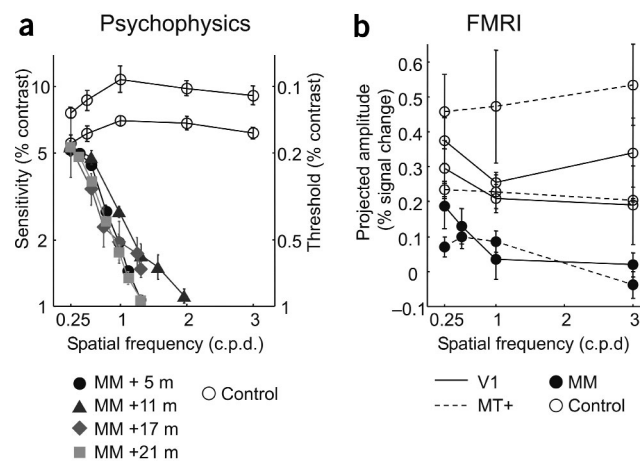 a Psychophysics
Sensitivity (% contrast)
10
5
2
1
0.1
0.2
0.5
1
Threshold (% contrast)
0.25 1 2 3
Spatial frequency (c.p.d.)
MM + 5 m
MM +11 m
MM +17 m
MM +21 m
Control
b FMRI
Projected amplitude
(% signal change)
0.6
0.5
0.4
0.3
0.2
0.1
0
–0.1
0.25 1 2 3
Spatial frequency (c.p.d)
V1 MM
MT+ Control